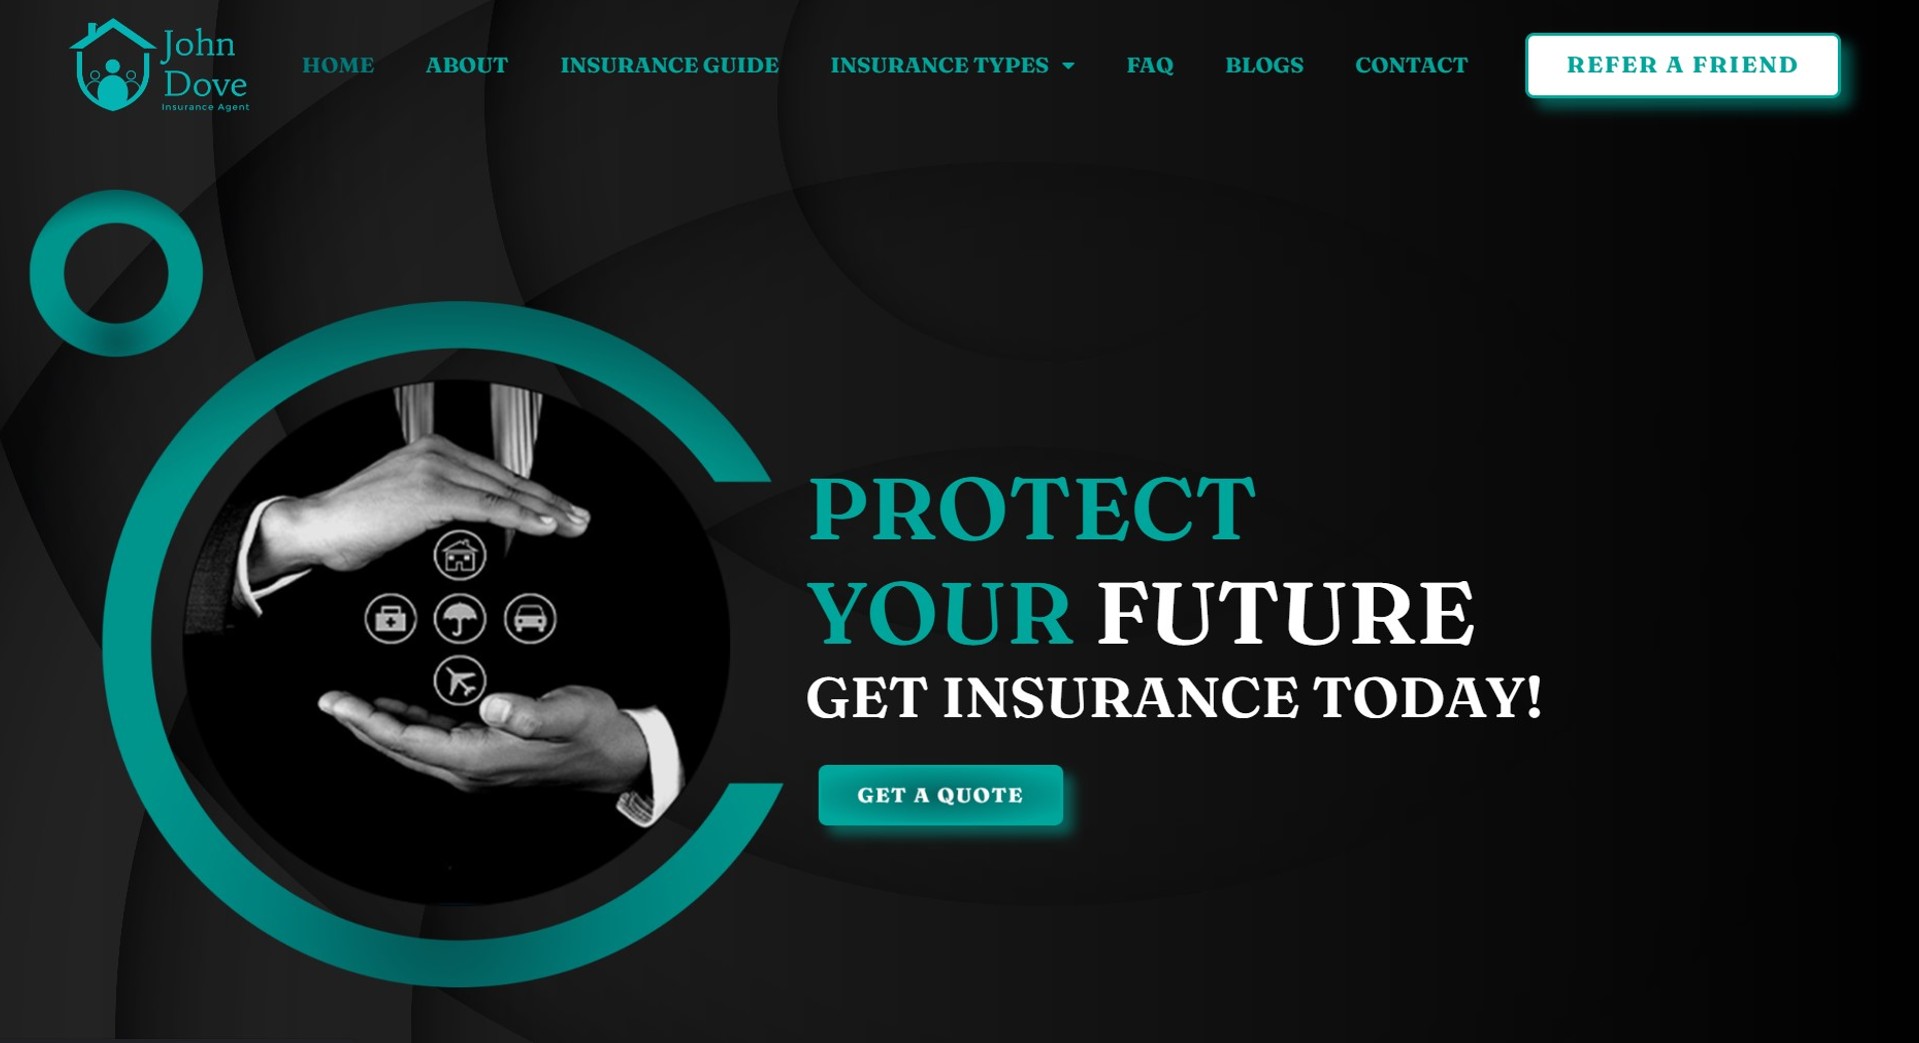 John
Dove
Insurance Agent
HOME ABOUT INSURANCE GUIDE INSURANCE TYPES FAQ BLOGS CONTACT REFER A FRIEND
PROTECT
YOUR FUTURE
GET INSURANCE TODAY!
GET A QUOTE